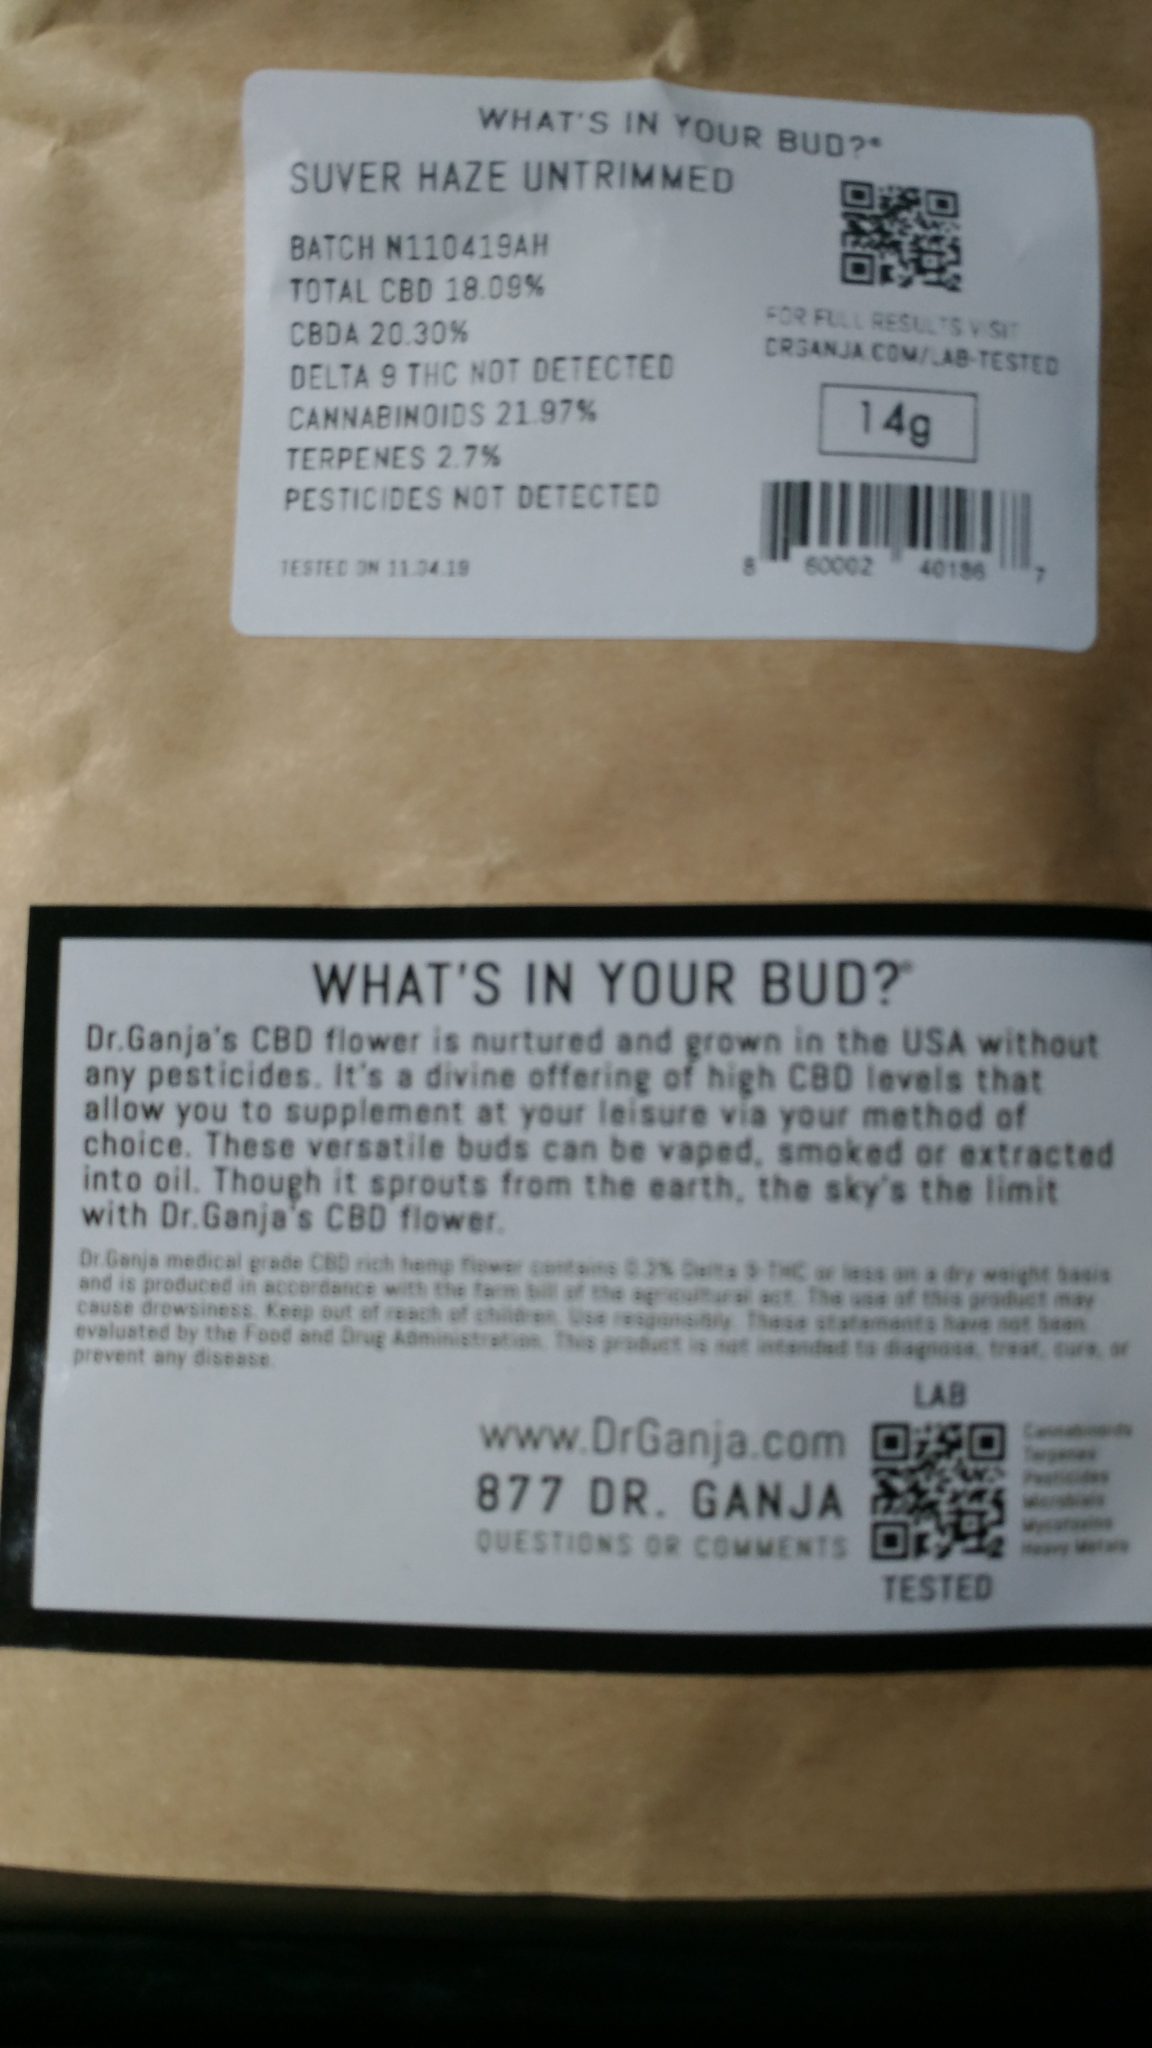 WHAT'S IN YOUR BUD?®
SUVER HAZE UNTRIMMED
BATCH N110419AH
TOTAL CBD 18.09%
CBDA 20.30%
DELTA 9 THC NOT DETECTED
CANNABINOIDS 21.97%
TERPENES 2.7%
PESTICIDES NOT DETECTED
TESTED ON 11.04.19
FOR FULL RESULTS VISIT
DRGANJA.COM/LAB-TESTED
14g
8 60002 40186 7
WHAT'S IN YOUR BUD?®
Dr.Ganja's CBD flower is nurtured and grown in the USA without
any pesticides. It's a divine offering of high CBD levels that
allow you to supplement at your leisure via your method of
choice. These versatile buds can be vaped, smoked or extracted
into oil. Though it sprouts from the earth, the sky's the limit
with Dr.Ganja's CBD flower.
Dr.Ganja medical grade CBD rich hemp flower contains 0.3% Delta 9-THC or less on a dry weight basis
and is produced in accordance with the farm bill of the agricultural act. The use of this product may
cause drowsiness. Keep out of reach of children. Use responsibly. These statements have not been
evaluated by the Food and Drug Administration. This product is not intended to diagnose, treat, cure, or
prevent any disease.
www.DrGanja.com
877 DR. GANJA
QUESTIONS OR COMMENTS
LAB
TESTED
Cannabinoids
Terpenes
Pesticides
Microbials
Mycotoxins
Heavy Metals